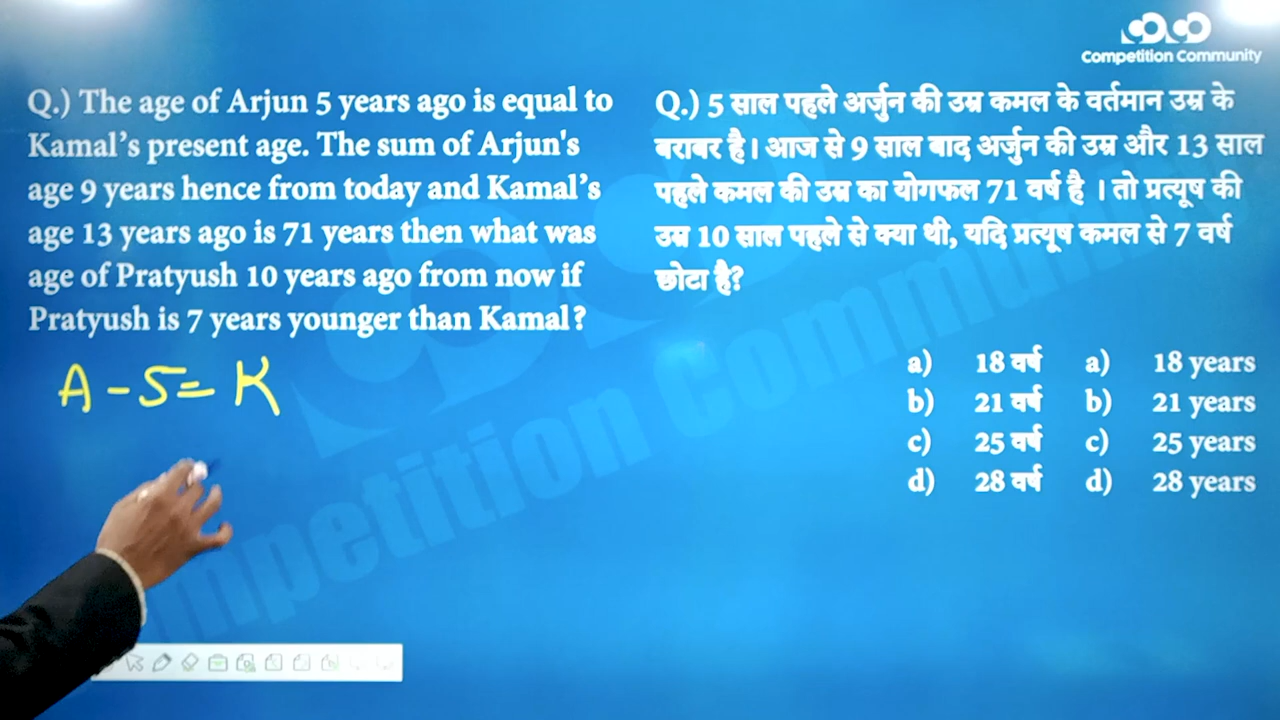 Competition Community
Q.) The age of Arjun 5 years ago is equal to
Kamal's present age. The sum of Arjun's
age 9 years hence from today and Kamal's
age 13 years ago is 71 years then what was
age of Pratyush 10 years ago from now if
Pratyush is 7 years younger than Kamal?
A - 5 = K
Q.) 5 साल पहले अर्जुन की उम्र कमल के वर्तमान उम्र के
बराबर है। आज से 9 साल बाद अर्जुन की उम्र और 13 साल
पहले कमल की उम्र का योगफल 71 वर्ष है । तो प्रत्यूष की
उम्र 10 साल पहले से क्या थी, यदि प्रत्यूष कमल से 7 वर्ष
छोटा है?
a) 18 वर्ष a) 18 years
b) 21 वर्ष b) 21 years
c) 25 वर्ष c) 25 years
d) 28 वर्ष d) 28 years
Competition Community